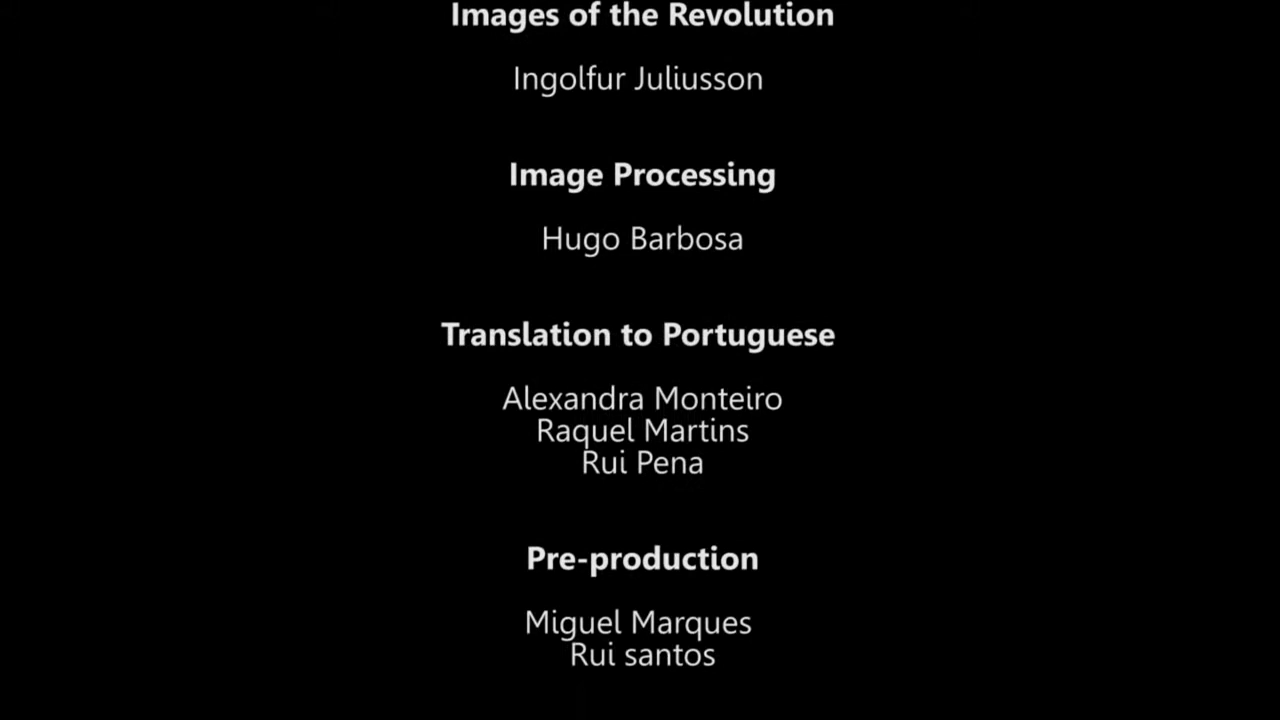 Images of the Revolution
Ingolfur Juliusson
Image Processing
Hugo Barbosa
Translation to Portuguese
Alexandra Monteiro
Raquel Martins
Rui Pena
Pre-production
Miguel Marques
Rui santos